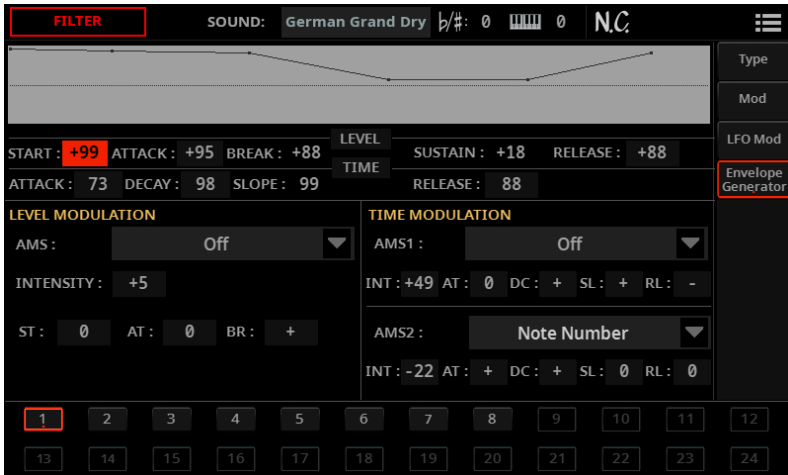 FILTER SOUND: German Grand Dry ♭/♯: 0 0 N.C.
Type
Mod
LFO Mod
Envelope
Generator
LEVEL
START : +99 ATTACK : +95 BREAK : +88 SUSTAIN : +18 RELEASE : +88
TIME
ATTACK : 73 DECAY : 98 SLOPE : 99 RELEASE : 88
LEVEL MODULATION
AMS : Off
INTENSITY : +5
ST : 0 AT : 0 BR : +
TIME MODULATION
AMS1 : Off
INT : +49 AT : 0 DC : + SL : + RL : -
AMS2 : Note Number
INT : -22 AT : + DC : + SL : 0 RL : 0
1 2 3 4 5 6 7 8 9 10 11 12
13 14 15 16 17 18 19 20 21 22 23 24